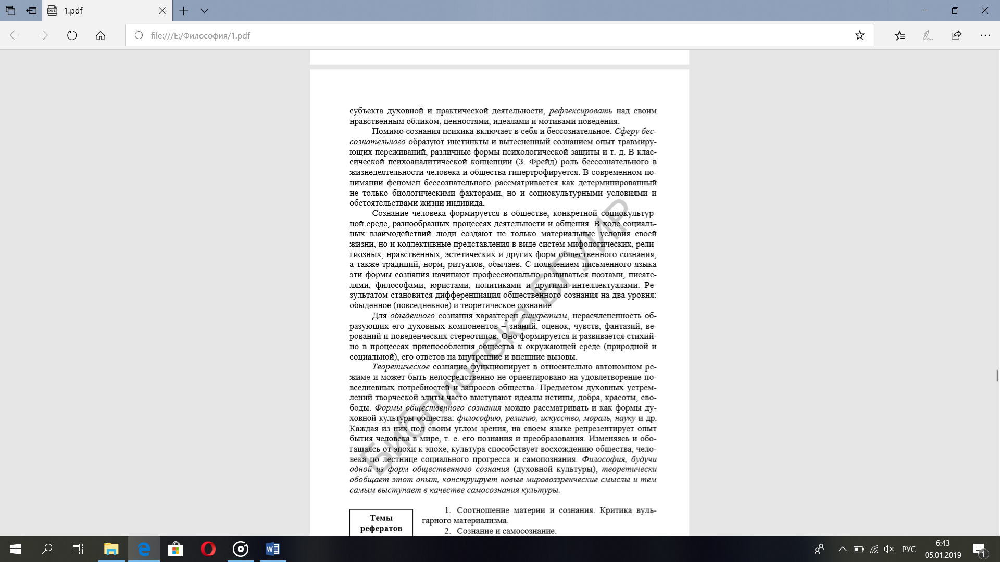 1.pdf
file:///E:/Философия/1.pdf
субъекта духовной и практической деятельности, рефлексировать над своим
нравственным обликом, ценностями, идеалами и мотивами поведения.
Помимо сознания психика включает в себя и бессознательное. Сферу бес-
сознательного образуют инстинкты и вытесненный сознанием опыт травмиру-
ющих переживаний, различные формы психологической защиты и т. д. В клас-
сической психоаналитической концепции (З. Фрейд) роль бессознательного в
жизнедеятельности человека и общества гипертрофируется. В современном по-
нимании феномен бессознательного рассматривается как детерминированный
не только биологическими факторами, но и социокультурными условиями и
обстоятельствами жизни индивида.
Сознание человека формируется в обществе, конкретной социокультур-
ной среде, разнообразных процессах деятельности и общения. В ходе социаль-
ных взаимодействий люди создают не только материальные условия своей
жизни, но и коллективные представления в виде систем мифологических, рели-
гиозных, нравственных, эстетических и других форм общественного сознания,
а также традиций, норм, ритуалов, обычаев. С появлением письменного языка
эти формы сознания начинают профессионально развиваться поэтами, писате-
лями, философами, юристами, политиками и другими интеллектуалами. Ре-
зультатом становится дифференциация общественного сознания на два уровня:
обыденное (повседневное) и теоретическое сознание.
Для обыденного сознания характерен синкретизм, нерасчлененность об-
разующих его духовных компонентов – знаний, оценок, чувств, фантазий, ве-
рований и поведенческих стереотипов. Оно формируется и развивается стихий-
но в процессах приспособления общества к окружающей среде (природной и
социальной), его ответов на внутренние и внешние вызовы.
Теоретическое сознание функционирует в относительно автономном ре-
жиме и может быть непосредственно не ориентировано на удовлетворение по-
вседневных потребностей и запросов общества. Предметом духовных устрем-
лений творческой элиты часто выступают идеалы истины, добра, красоты, сво-
боды. Формы общественного сознания можно рассматривать и как формы ду-
ховной культуры общества: философию, религию, искусство, мораль, науку и др.
Каждая из них под своим углом зрения, на своем языке репрезентирует опыт
бытия человека в мире, т. е. его познания и преобразования. Изменяясь и обо-
гащаясь от эпохи к эпохе, культура способствует восхождению общества, чело-
века по лестнице социального прогресса и самопознания. Философия, будучи
одной из форм общественного сознания (духовной культуры), теоретически
обобщает этот опыт, конструирует новые мировоззренческие смыслы и тем
самым выступает в качестве самосознания культуры.
Библиотека БГУИР
Темы
рефератов
1. Соотношение материи и сознания. Критика вуль-
гарного материализма.
2. Сознание и самосознание.
РУС
6:43
05.01.2019
1